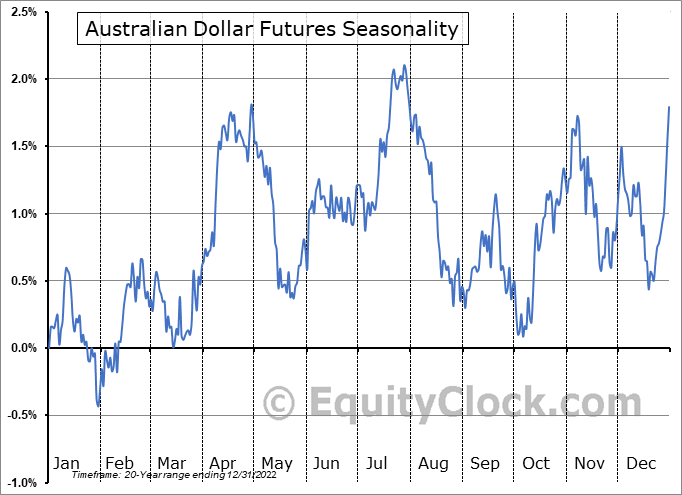 Australian Dollar Futures Seasonality
2.5%
2.0%
1.5%
1.0%
0.5%
0.0%
-0.5%
-1.0%
© EquityClock.com
Jan Feb Mar Apr May Jun Jul Aug Sep Oct Nov Dec
Timeframe: 20-Year range ending 12/31/2022